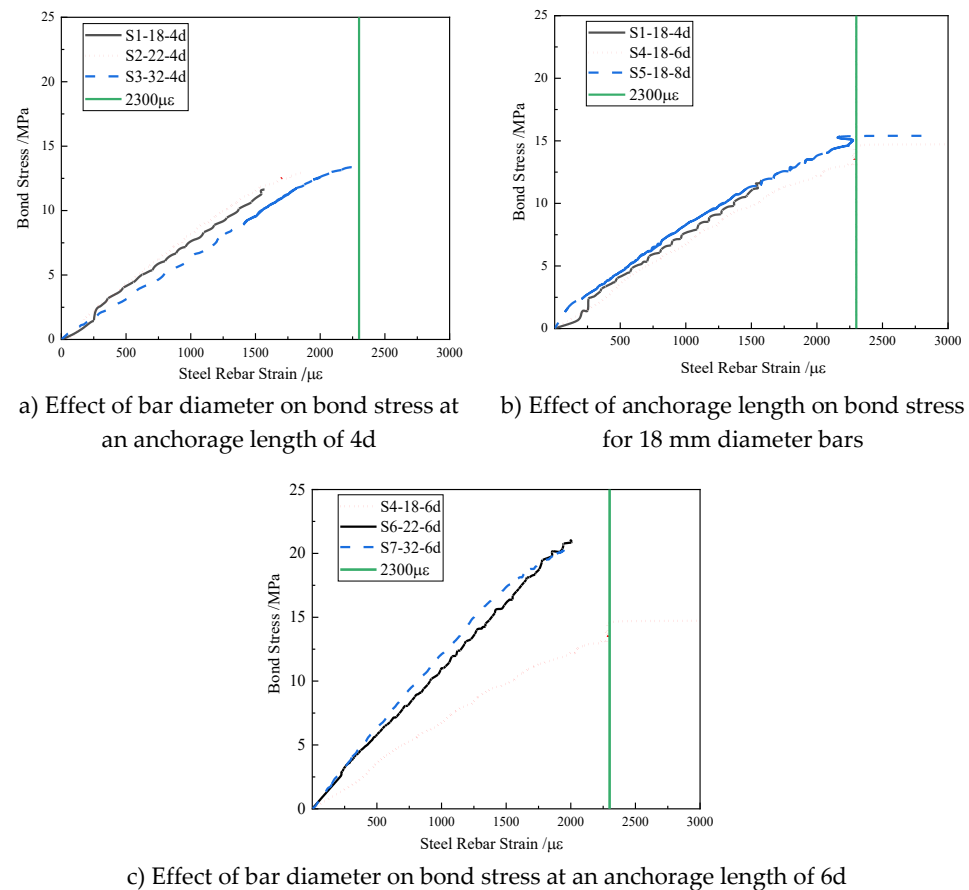 25
20
15
10
5
0
Bond Stress /MPa
S1-18-4d
S2-22-4d
S3-32-4d
2300με
0 500 1000 1500 2000 2500 3000
Steel Rebar Strain /με
a) Effect of bar diameter on bond stress at
an anchorage length of 4d
25
20
15
10
5
0
Bond Stress /MPa
S1-18-4d
S4-18-6d
S5-18-8d
2300με
500 1000 1500 2000 2500 3000
Steel Rebar Strain /με
b) Effect of anchorage length on bond stress
for 18 mm diameter bars
25
20
15
10
5
0
Bond Stress /MPa
S4-18-6d
S6-22-6d
S7-32-6d
2300με
500 1000 1500 2000 2500 3000
Steel Rebar Strain /με
c) Effect of bar diameter on bond stress at an anchorage length of 6d